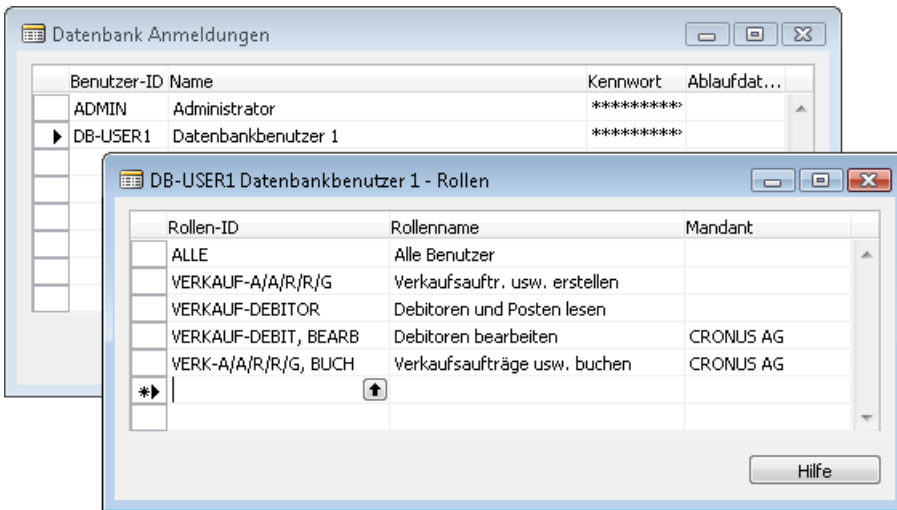 Datenbank Anmeldungen
Benutzer-ID Name Kennwort Ablaufdat...
ADMIN Administrator **********
DB-USER1 Datenbankbenutzer 1 **********
DB-USER1 Datenbankbenutzer 1 - Rollen
Rollen-ID Rollenname Mandant
ALLE Alle Benutzer
VERKAUF-A/A/R/R/G Verkaufsauftr. usw. erstellen
VERKAUF-DEBITOR Debitoren und Posten lesen
VERKAUF-DEBIT, BEARB Debitoren bearbeiten CRONUS AG
VERK-A/A/R/R/G, BUCH Verkaufsaufträge usw. buchen CRONUS AG
Hilfe